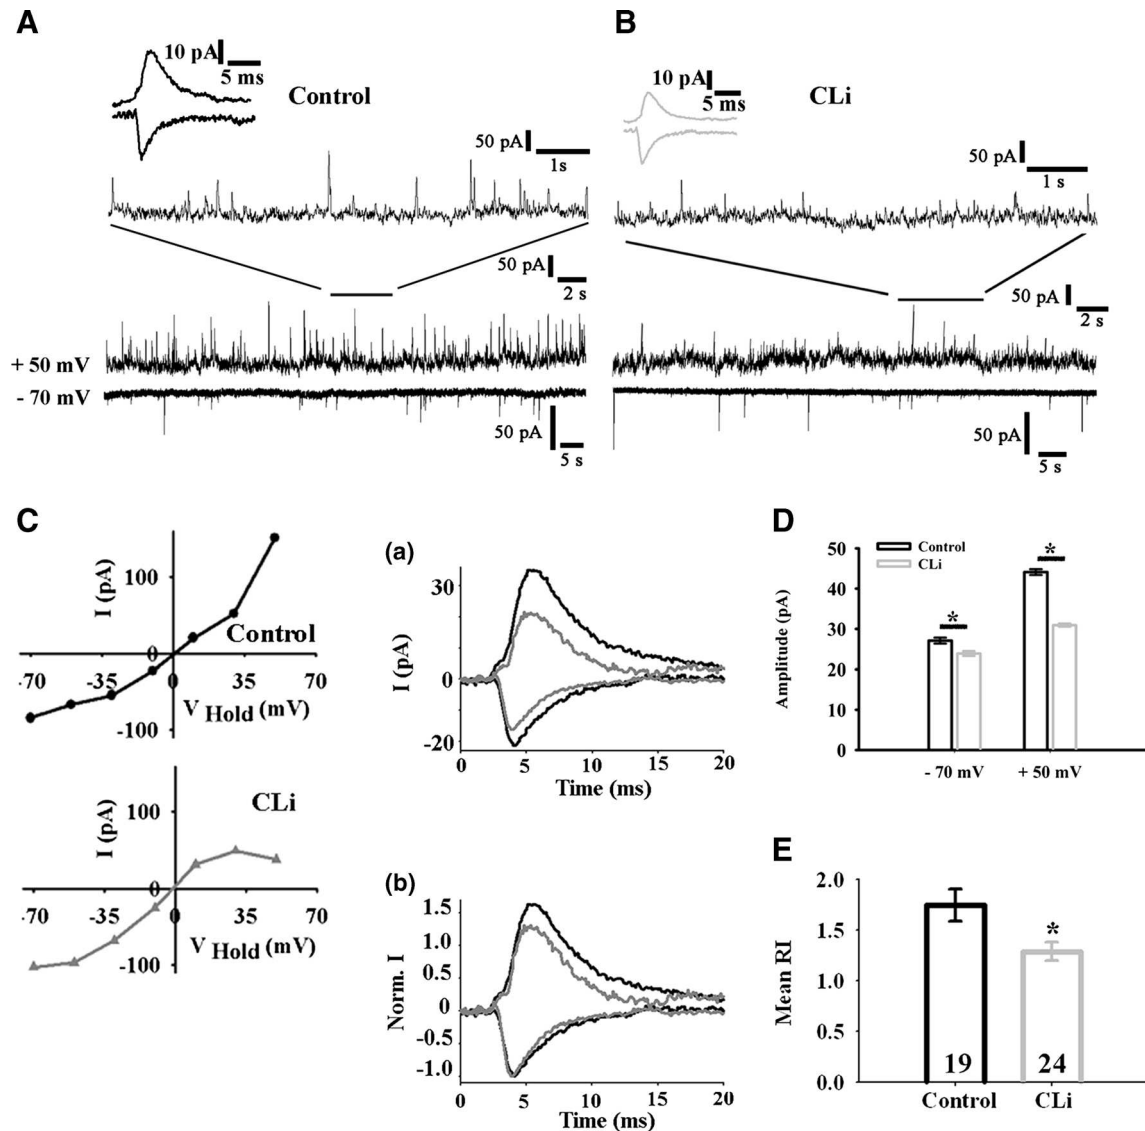 A
10 pA
5 ms
Control
50 pA
1s
50 pA
2 s
+ 50 mV
- 70 mV
50 pA
5 s
B
10 pA
5 ms
CLi
50 pA
1 s
50 pA
2 s
50 pA
5 s
C
I (pA)
100
0
-100
Control
-70
-35
0
35
70
V Hold (mV)
CLi
I (pA)
100
0
-100
-70
-35
0
35
70
V Hold (mV)
(a)
I (pA)
30
0
-20
0
5
10
15
20
Time (ms)
(b)
Norm. I
1.5
1.0
0.5
0
-0.5
-1.0
0
5
10
15
20
Time (ms)
D
Amplitude (pA)
50
40
30
20
10
0
Control
CLi
*
*
- 70 mV
+ 50 mV
E
Mean RI
2.0
1.5
1.0
0.5
0.0
*
19
24
Control
CLi